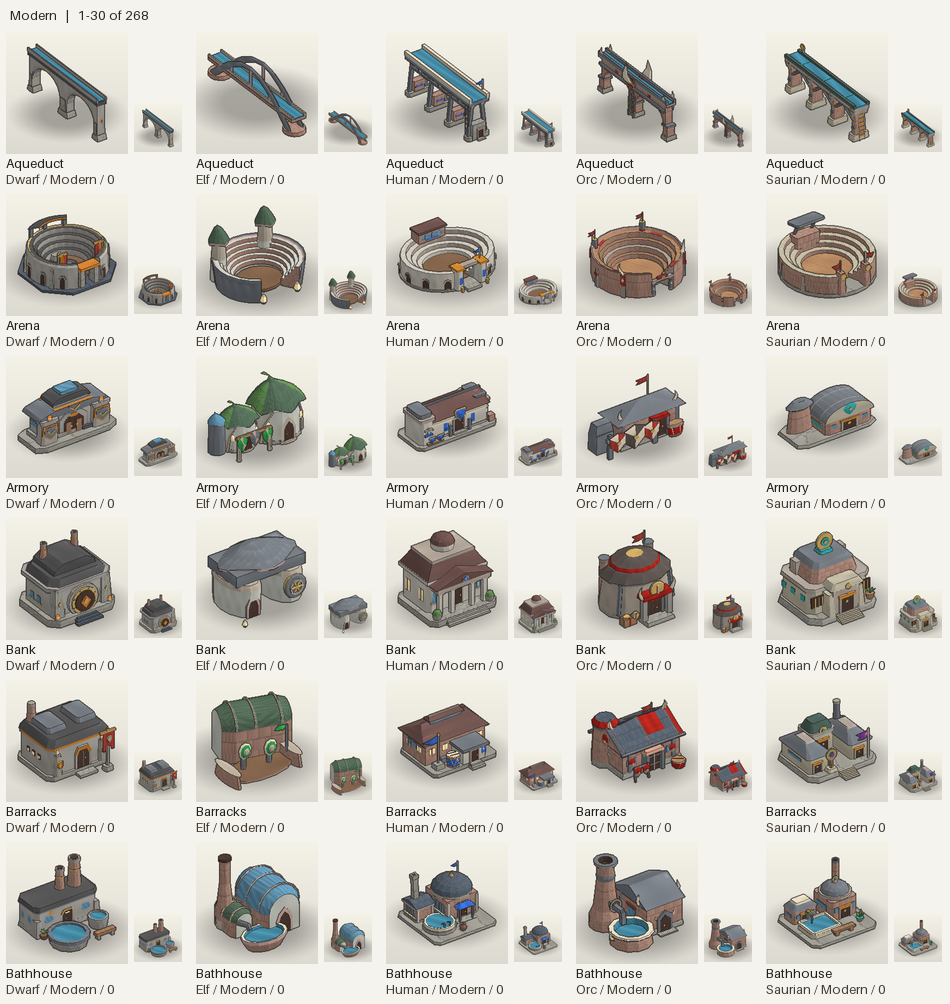 Modern | 1-30 of 268
Aqueduct
Dwarf / Modern / 0
Aqueduct
Elf / Modern / 0
Aqueduct
Human / Modern / 0
Aqueduct
Orc / Modern / 0
Aqueduct
Saurian / Modern / 0
Arena
Dwarf / Modern / 0
Arena
Elf / Modern / 0
Arena
Human / Modern / 0
Arena
Orc / Modern / 0
Arena
Saurian / Modern / 0
Armory
Dwarf / Modern / 0
Armory
Elf / Modern / 0
Armory
Human / Modern / 0
Armory
Orc / Modern / 0
Armory
Saurian / Modern / 0
Bank
Dwarf / Modern / 0
Bank
Elf / Modern / 0
Bank
Human / Modern / 0
Bank
Orc / Modern / 0
Bank
Saurian / Modern / 0
Barracks
Dwarf / Modern / 0
Barracks
Elf / Modern / 0
Barracks
Human / Modern / 0
Barracks
Orc / Modern / 0
Barracks
Saurian / Modern / 0
Bathhouse
Dwarf / Modern / 0
Bathhouse
Elf / Modern / 0
Bathhouse
Human / Modern / 0
Bathhouse
Orc / Modern / 0
Bathhouse
Saurian / Modern / 0